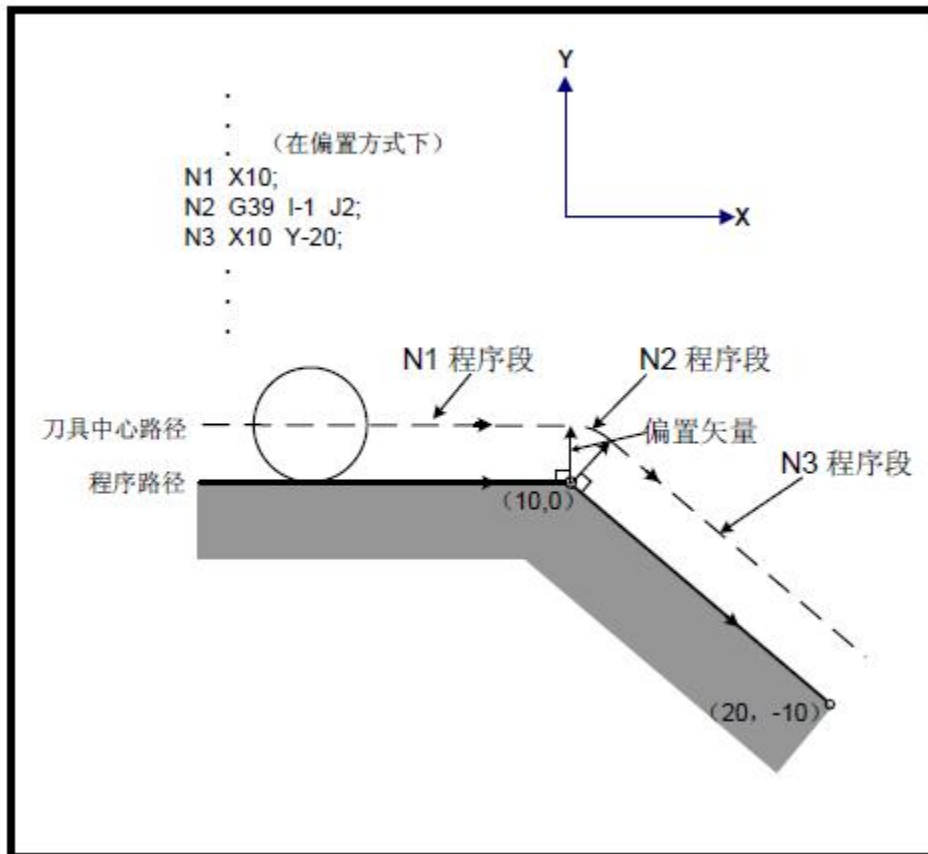 Y
（在偏置方式下）
N1 X10;
N2 G39 I-1 J2;
N3 X10 Y-20;
X
N1 程序段
N2 程序段
刀具中心路径
偏置矢量
程序路径
N3 程序段
（10,0）
（20，-10）